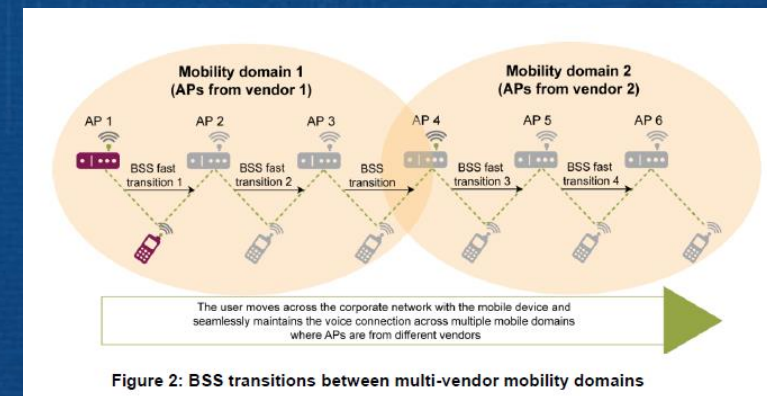 Mobility domain 1
(APs from vendor 1)
Mobility domain 2
(APs from vendor 2)
AP 1
AP 2
AP 3
AP 4
AP 5
AP 6
BSS fast
transition 1
BSS fast
transition 2
BSS
transition
BSS fast
transition 3
BSS fast
transition 4
The user moves across the corporate network with the mobile device and
seamlessly maintains the voice connection across multiple mobile domains
where APs are from different vendors
Figure 2: BSS transitions between multi-vendor mobility domains